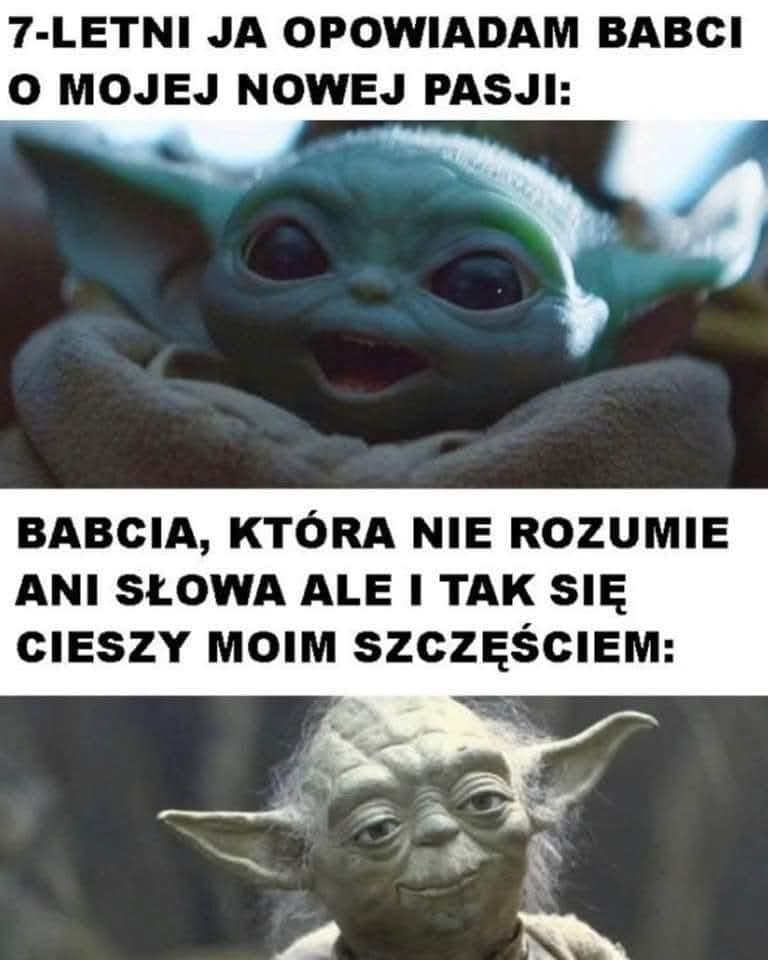 7-LETNI JA OPOWIADAM BABCI
O MOJEJ NOWEJ PASJI:
BABCIA, KTÓRA NIE ROZUMIE
ANI SŁOWA ALE I TAK SIĘ
CIESZY MOIM SZCZĘŚCIEM: